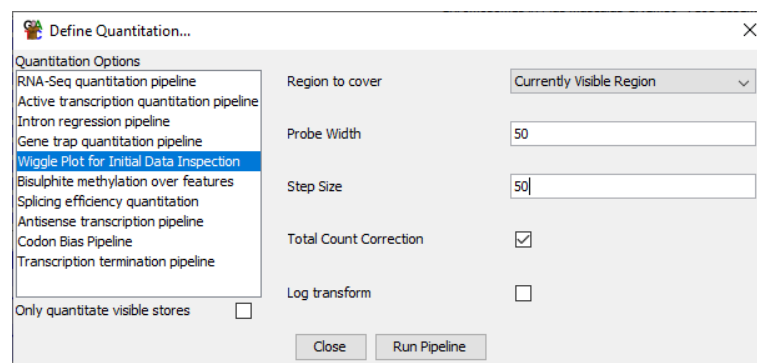 Define Quantitation...
Quantitation Options
RNA-Seq quantitation pipeline
Active transcription quantitation pipeline
Intron regression pipeline
Gene trap quantitation pipeline
Wiggle Plot for Initial Data Inspection
Bisulphite methylation over features
Splicing efficiency quantitation
Antisense transcription pipeline
Codon Bias Pipeline
Transcription termination pipeline
Only quantitate visible stores
Region to cover
Currently Visible Region
Probe Width
50
Step Size
50
Total Count Correction
Log transform
Close
Run Pipeline